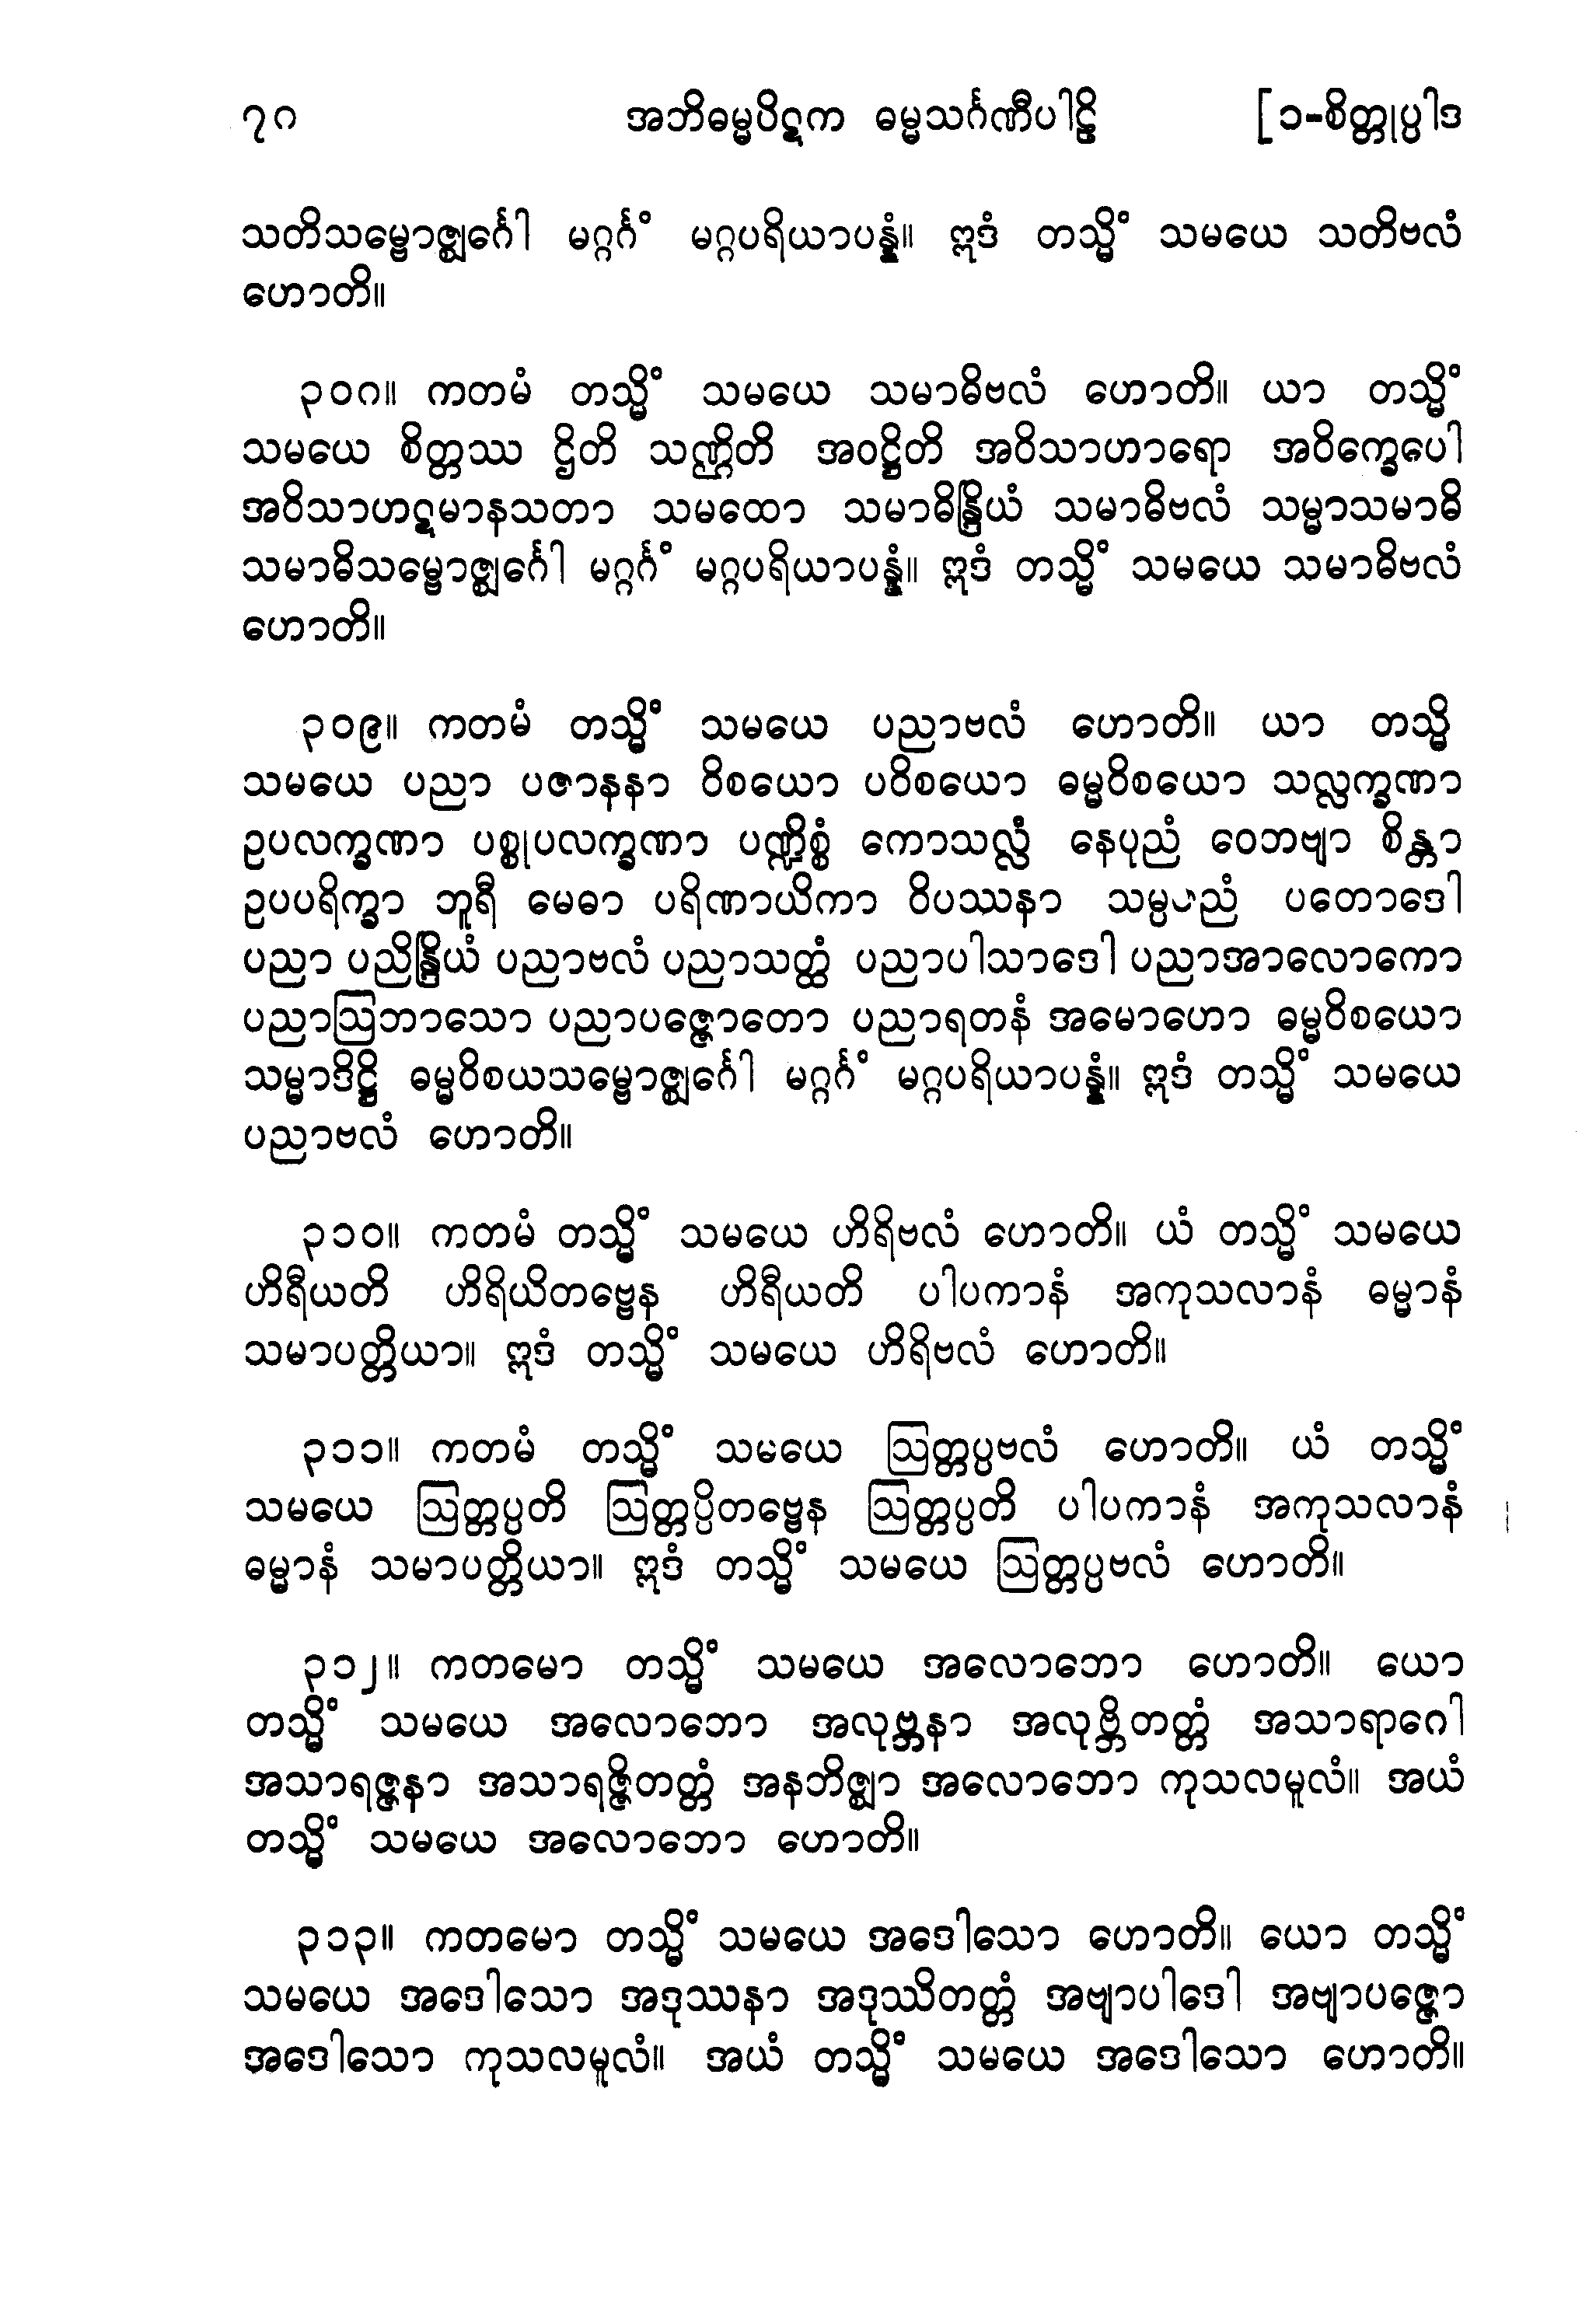 ၇၈ အဘိဓမ္မပိဋက ဓမ္မသင်္ဂဏီပါဠိ [၁-စိတ္တုပ္ပါဒ
သတိသမ္ဗောဇ္ဈင်္ဂေါ မဂ္ဂင်္ဂံ မဂ္ဂပရိယာပန္နံ။ ဣဒံ တသ္မိံ သမယေ သတိဗလံ
ဟောတိ။
၃၀၈။ ကတမံ တသ္မိံ သမယေ သမာဓိဗလံ ဟောတိ။ ယာ တသ္မိံ
သမယေ စိတ္တဿ ဌိတိ သဏ္ဌိတိ အဝဋ္ဌိတိ အဝိသာဟာရော အဝိက္ခေပေါ
အဝိသာဟဋမာနသတာ သမထော သမာဓိန္ဒြိယံ သမာဓိဗလံ သမ္မာသမာဓိ
သမာဓိသမ္ဗောဇ္ဈင်္ဂေါ မဂ္ဂင်္ဂံ မဂ္ဂပရိယာပန္နံ။ ဣဒံ တသ္မိံ သမယေ သမာဓိဗလံ
ဟောတိ။
၃၀၉။ ကတမံ တသ္မိံ သမယေ ပညာဗလံ ဟောတိ။ ယာ တသ္မိ
သမယေ ပညာ ပဇာနနာ ဝိစယော ပဝိစယော ဓမ္မဝိစယော သလ္လက္ခဏာ
ဥပလက္ခဏာ ပစ္စုပလက္ခဏာ ပဏ္ဍိစ္စံ ကောသလ္လံ နေပုညံ ဝေဘဗျာ စိန္တာ
ဥပပရိက္ခာ ဘူရီ မေဓာ ပရိဏာယိကာ ဝိပဿနာ ပတောဒေါ
ပညာ ပညိန္ဒြိယံ ပညာဗလံ ပညာသတ္ထံ ပညာပါသာဒေါ ပညာအာလောကော
ပညာဩဘာသော ပညာပဇ္ဇောတော ပညာရတနံ အမောဟော ဓမ္မဝိစယော
သမ္မာဒိဋ္ဌိ ဓမ္မဝိစယသမ္ဗောဇ္ဈင်္ဂေါ မဂ္ဂင်္ဂံ မဂ္ဂပရိယာပန္နံ။ ဣဒံ တသ္မိံ သမယေ
ပညာဗလံ ဟောတိ။
၃၁၀။ ကတမံ တသ္မိံ သမယေ ဟိရိဗလံ ဟောတိ။ ယံ တသ္မိံ သမယေ
ဟိရီယတိ ဟိရိယိတဗ္ဗေန ဟိရီယတိ ပါပကာနံ အကုသလာနံ ဓမ္မာနံ
သမာပတ္တိယာ။ ဣဒံ တသ္မိံ သမယေ ဟိရိဗလံ ဟောတိ။
၃၁၁။ ကတမံ တသ္မိံ သမယေ ဩတ္တပ္ပဗလံ ဟောတိ။ ယံ တသ္မိံ
သမယေ ဩတ္တပ္ပတိ ဩတ္တပ္ပိတဗ္ဗေန ဩတ္တပ္ပတိ ပါပကာနံ အကုသလာနံ
ဓမ္မာနံ သမာပတ္တိယာ။ ဣဒံ တသ္မိံ သမယေ ဩတ္တပ္ပဗလံ ဟောတိ။
၃၁၂။ ကတမော တသ္မိံ သမယေ အလောဘော ဟောတိ။ ယော
တသ္မိံ သမယေ အလောဘော အလုဗ္ဘနာ အလုဗ္ဘိတတ္တံ အသာရာဂေါ
အသာရဇ္ဇနာ အသာရဇ္ဇိတတ္တံ အနဘိဇ္ဈာ အလောဘော ကုသလမူလံ။ အယံ
တသ္မိံ သမယေ အလောဘော ဟောတိ။
၃၁၃။ ကတမော တသ္မိံ သမယေ အဒေါသော ဟောတိ။ ယော တသ္မိံ
သမယေ အဒေါသော အဒုဿနာ အဒုဿိတတ္တံ အဗျာပါဒေါ အဗျာပဇ္ဇော
အဒေါသော ကုသလမူလံ။ အယံ တသ္မိံ သမယေ အဒေါသော ဟောတိ။